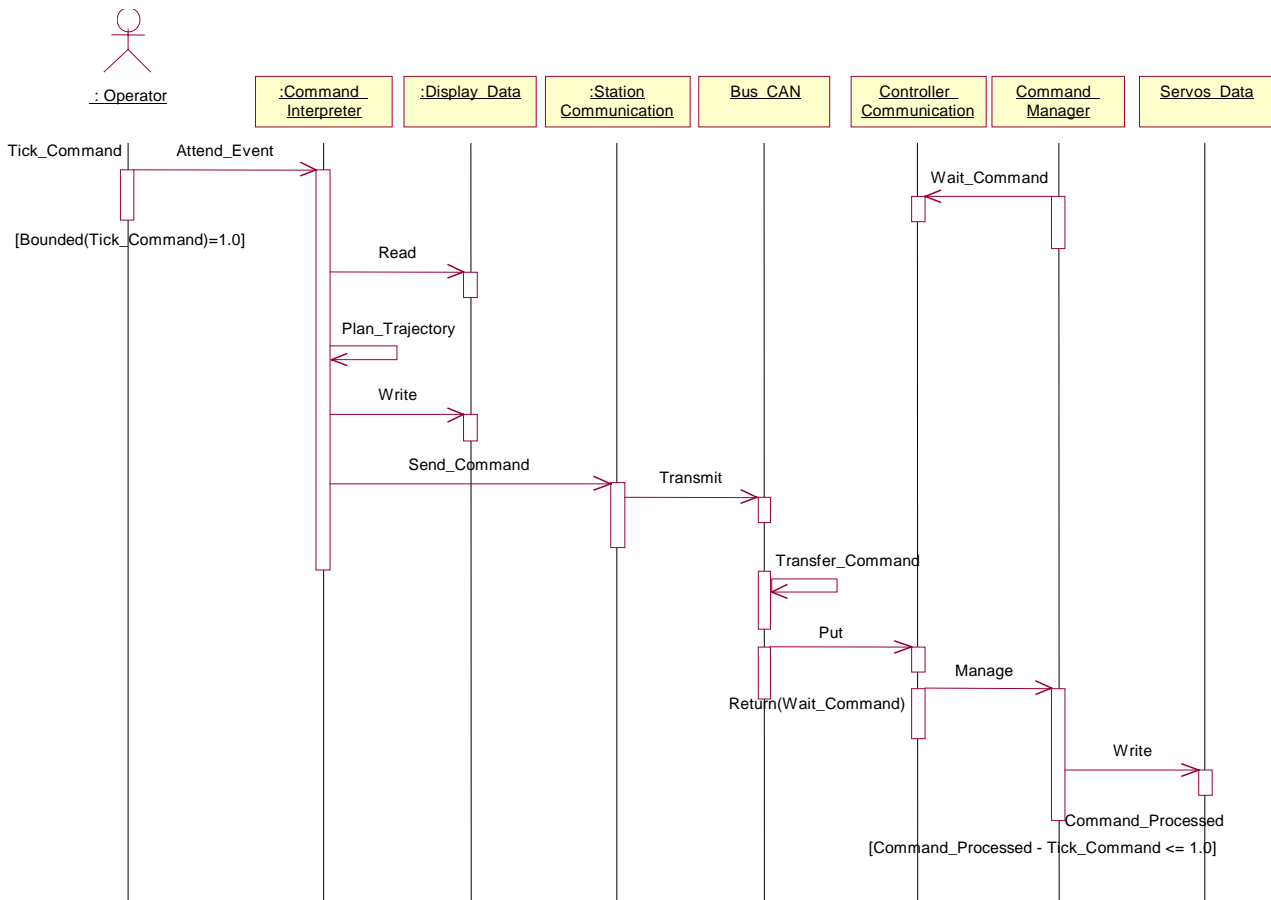 : Operator
:Command_
Interpreter
:Display_Data
:Station
Communication
Bus_CAN
Controller_
Communication
Command_
Manager
Servos_Data
Tick_Command
Attend_Event
Wait_Command
[Bounded(Tick_Command)=1.0]
Read
Plan_Trajectory
Write
Send_Command
Transmit
Transfer_Command
Put
Manage
Return(Wait_Command)
Write
Command_Processed
[Command_Processed - Tick_Command <= 1.0]